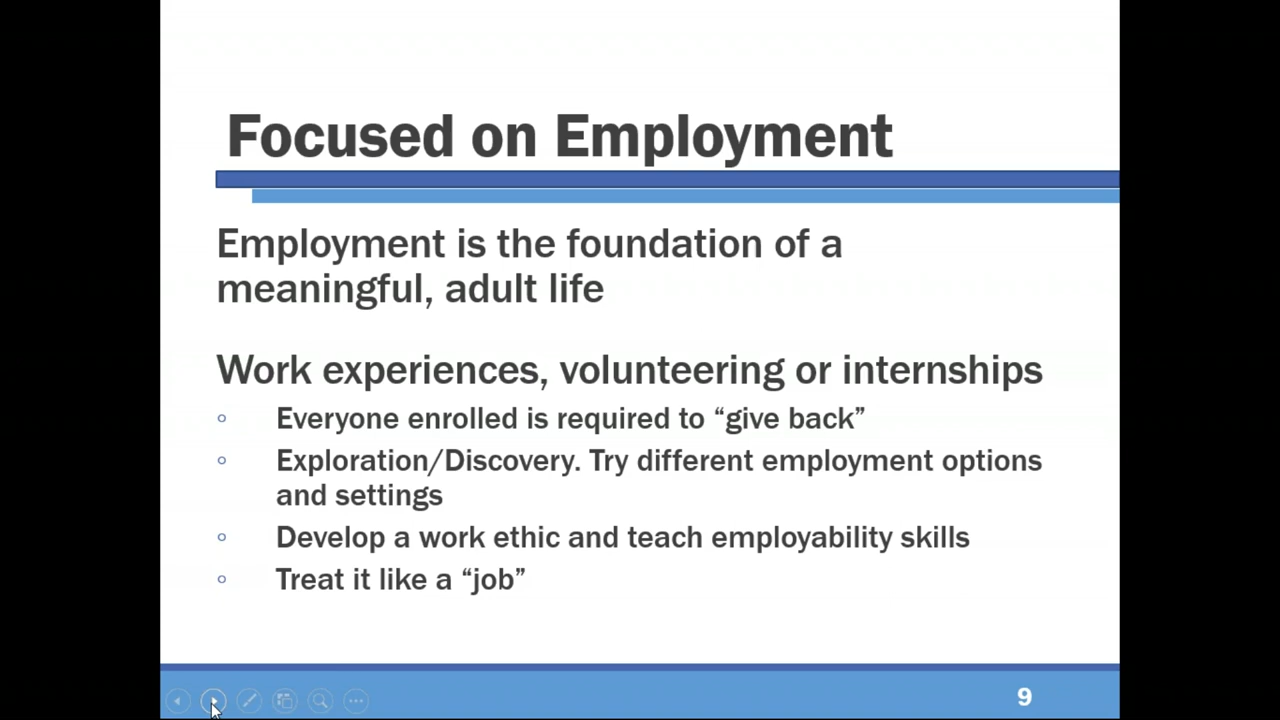 Focused on Employment
Employment is the foundation of a
meaningful, adult life
Work experiences, volunteering or internships
Everyone enrolled is required to “give back”
Exploration/Discovery. Try different employment options
and settings
Develop a work ethic and teach employability skills
Treat it like a “job”
9